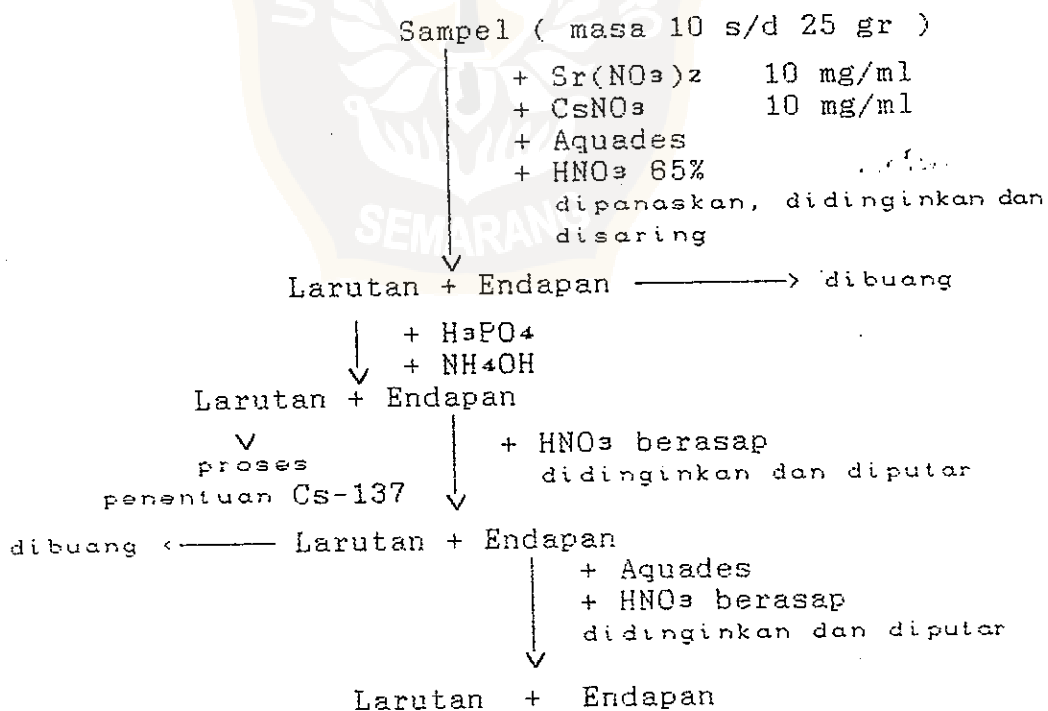 Sampel ( masa 10 s/d 25 gr )
+ Sr(NO3)2 10 mg/ml
+ CsNO3 10 mg/ml
+ Aquades
+ HNO3 65%
dipanaskan, didinginkan dan
disaring
SEMARANG
Larutan + Endapan ———> dibuang
+ H3PO4
+ NH4OH
Larutan + Endapan
+ HNO3 berasap
didinginkan dan diputar
proses
penentuan Cs-137
dibuang <——— Larutan + Endapan
+ Aquades
+ HNO3 berasap
didinginkan dan diputar
Larutan + Endapan